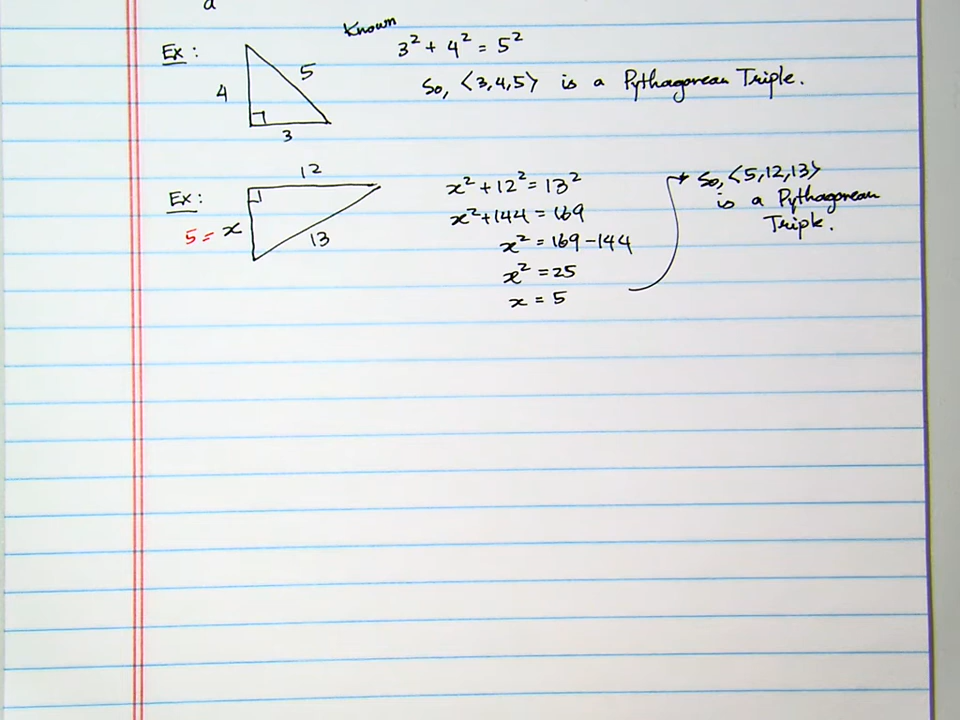 a
Ex:
Known
3² + 4² = 5²
So, ⟨3,4,5⟩ is a Pythagorean Triple.
4
5
3
Ex:
12
5 = x
13
x² + 12² = 13²
x² + 144 = 169
x² = 169 - 144
x² = 25
x = 5
So, ⟨5,12,13⟩
is a Pythagorean
Triple.